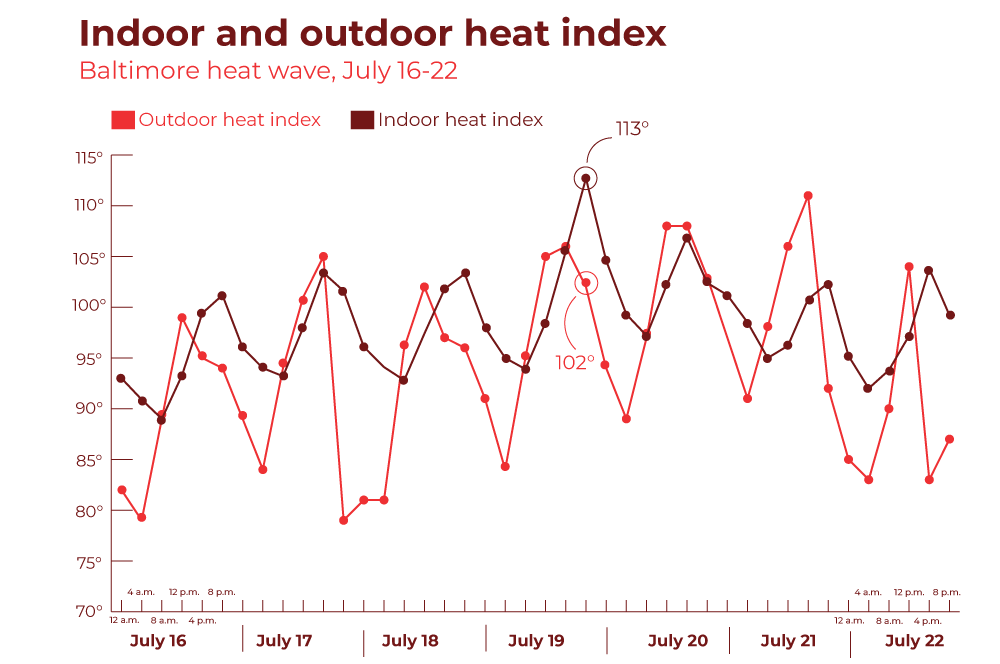 Indoor and outdoor heat index
Baltimore heat wave, July 16-22
Outdoor heat index
Indoor heat index
113°
115°
110°
105°
100°
95°
102°
90°
85°
80°
75°
4 a.m. 12 p.m. 8 p.m.
4 a.m. 12 p.m. 8 p.m.
70°
12 a.m. 8 a.m. 4 p.m.
12 a.m. 8 a.m. 4 p.m.
July 16 July 17 July 18 July 19 July 20 July 21 July 22